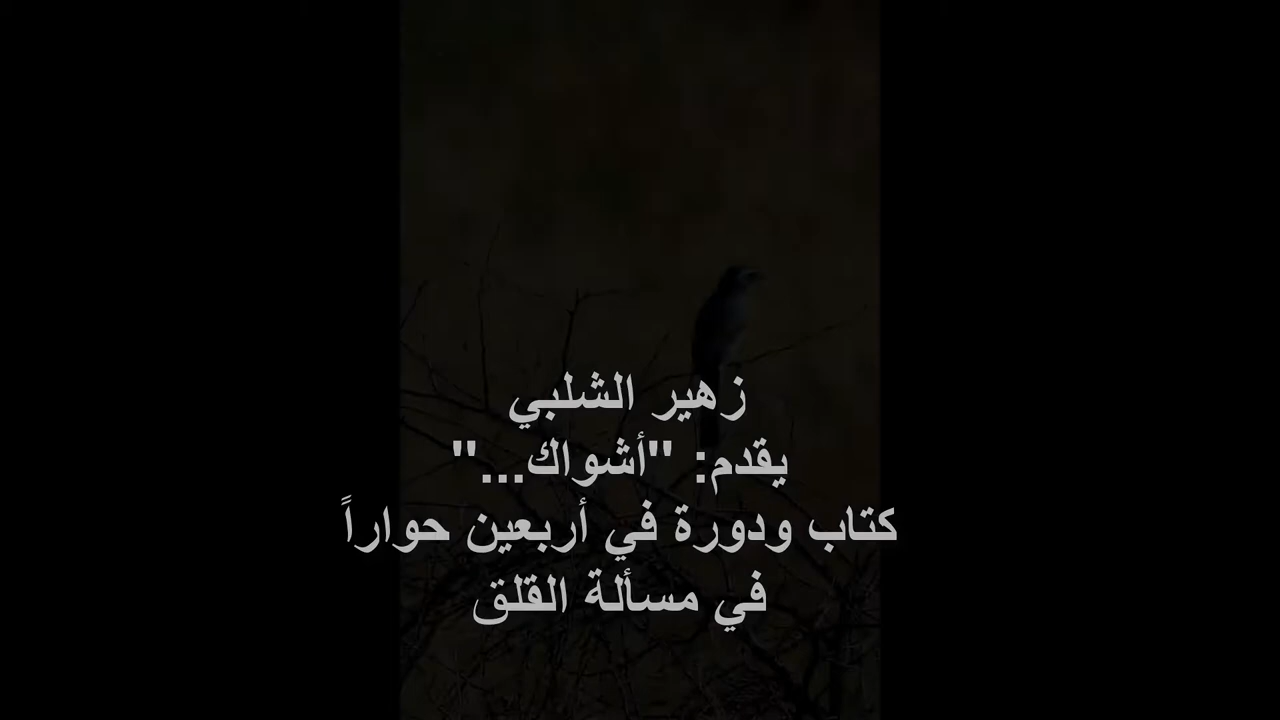 زهير الشلبي
يقدم: "أشواك..."
كتاب ودورة في أربعين حواراً
في مسألة القلق